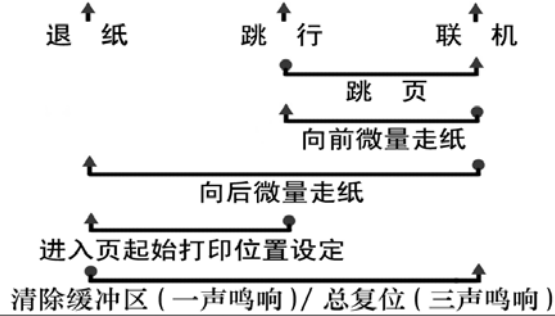 退纸 跳行 联机
跳页
向前微量走纸
向后微量走纸
进入页起始打印位置设定
清除缓冲区(一声鸣响)/ 总复位(三声鸣响)